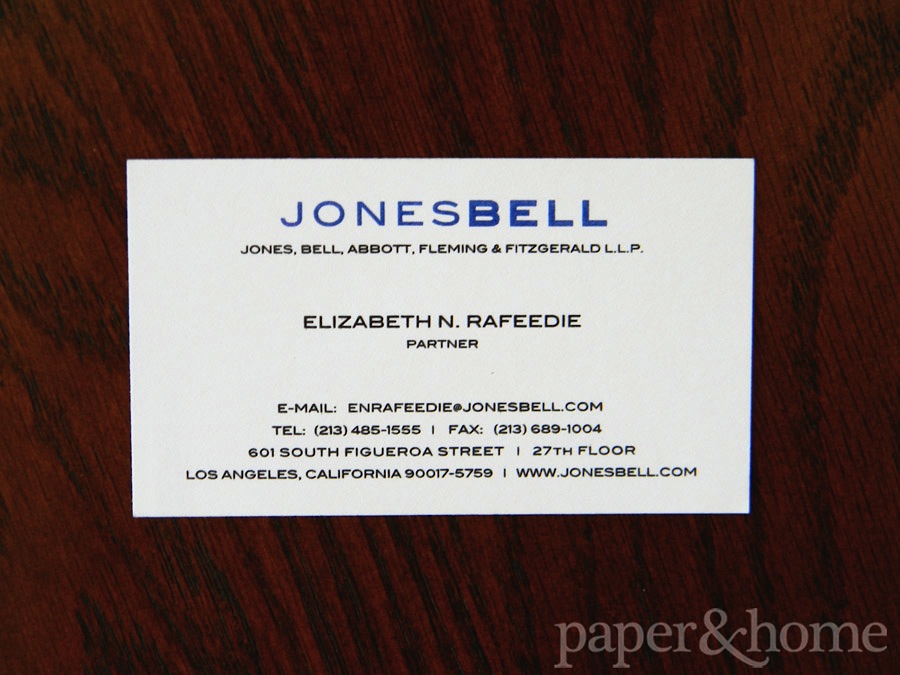 JONESBELL
JONES, BELL, ABBOTT, FLEMING & FITZGERALD L.L.P.
ELIZABETH N. RAFEEDIE
PARTNER
E-MAIL: ENRAFEEDIE@JONESBELL.COM
TEL: (213) 485-1555 | FAX: (213) 689-1004
601 SOUTH FIGUEROA STREET | 27TH FLOOR
LOS ANGELES, CALIFORNIA 90017-5759 | WWW.JONESBELL.COM
paper&home